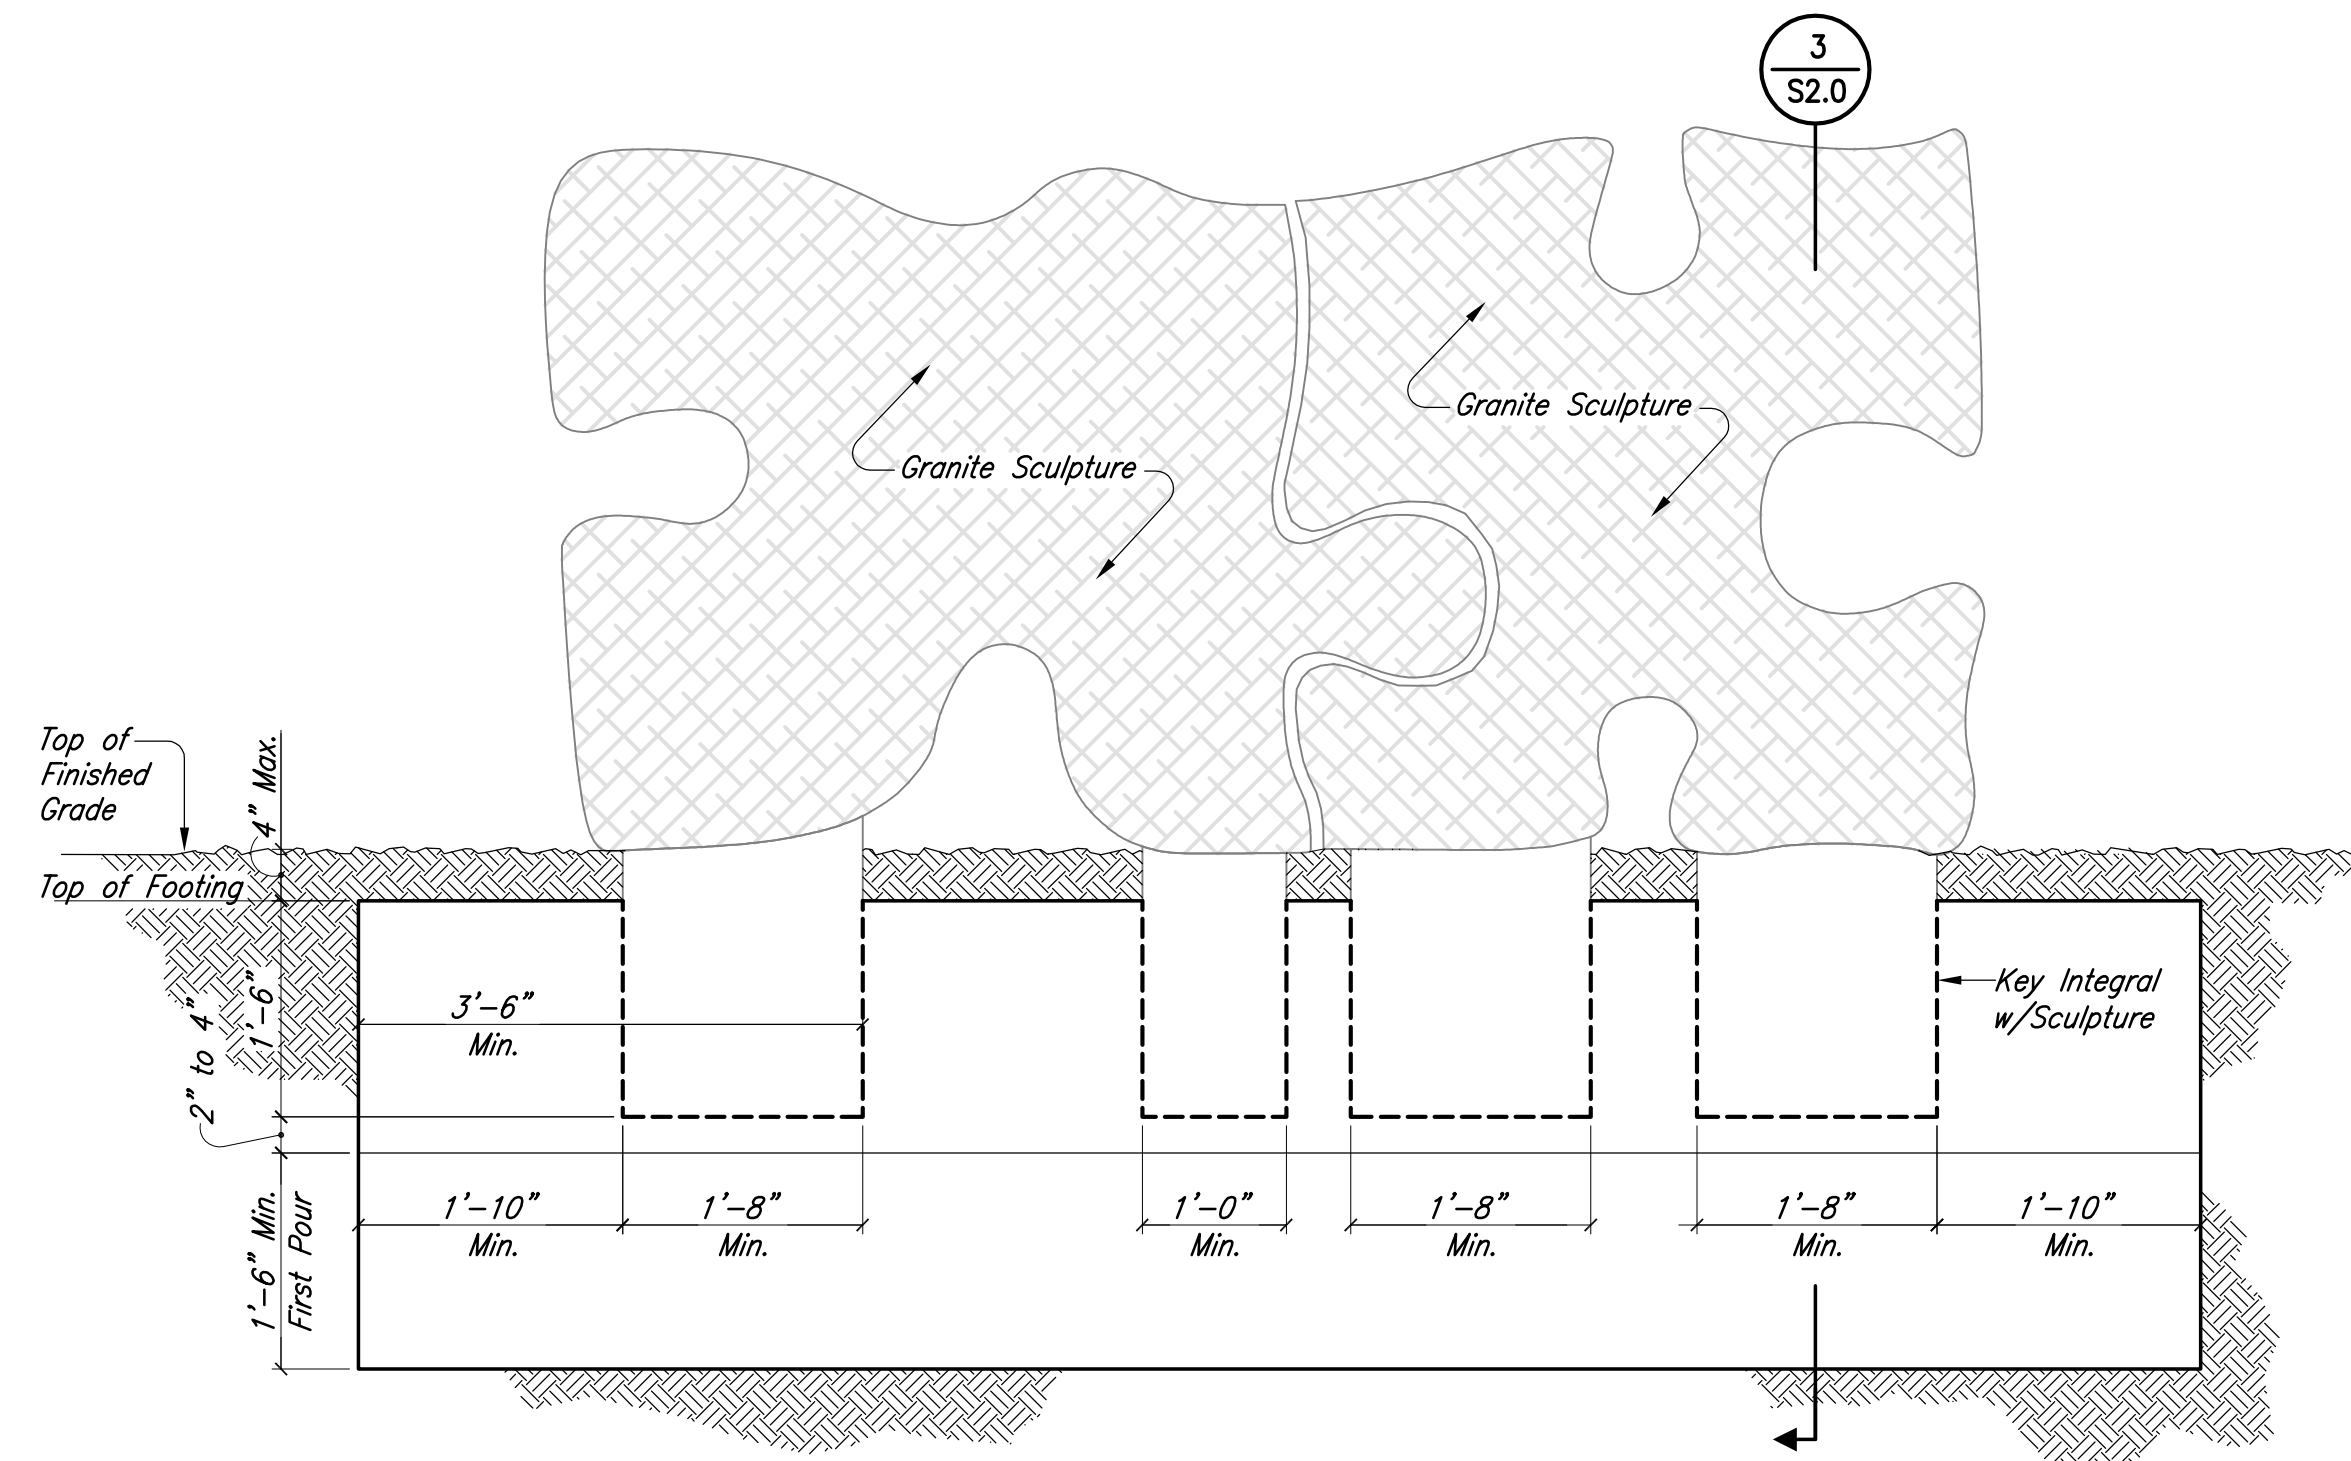 3
S2.0
Granite Sculpture
Granite Sculpture
Top of
Finished
Grade
4" Max.
Top of Footing
1'-6"
2" to 4"
3'-6"
Min.
Key Integral
w/Sculpture
1'-6" Min.
First Pour
1'-10"
Min.
1'-8"
Min.
1'-0"
Min.
1'-8"
Min.
1'-8"
Min.
1'-10"
Min.